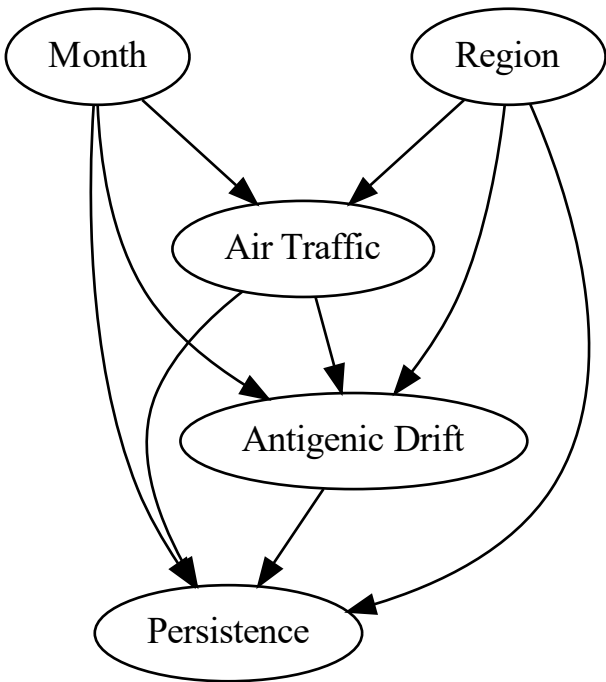 Month
Region
Air Traffic
Antigenic Drift
Persistence